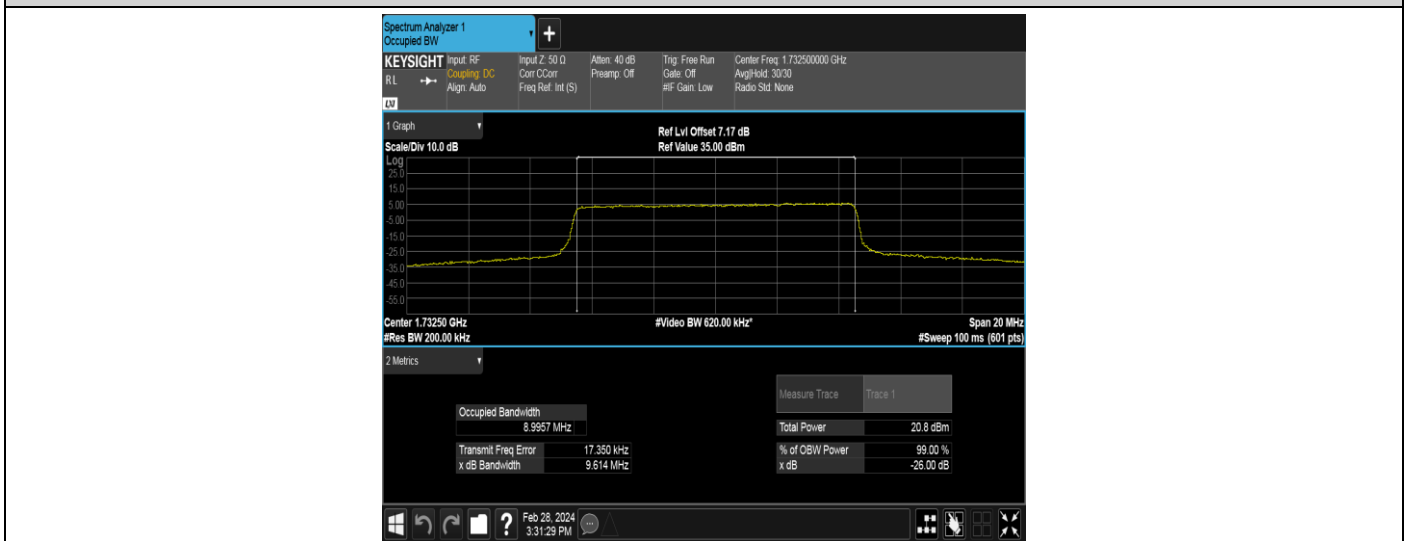 Spectrum Analyzer 1
Occupied BW
+
KEYSIGHT
RL
LXI
Input: RF
Coupling: DC
Align: Auto
Input Z: 50 Ω
Corr CCorr
Freq Ref: Int (S)
Atten: 40 dB
Preamp: Off
Trig: Free Run
Gate: Off
#IF Gain: Low
Center Freq: 1.732500000 GHz
Avg|Hold: 30/30
Radio Std: None
1 Graph
Scale/Div 10.0 dB
Ref Lvl Offset 7.17 dB
Ref Value 35.00 dBm
Log
25.0
15.0
5.00
-5.00
-15.0
-25.0
-35.0
-45.0
-55.0
Center 1.73250 GHz
#Res BW 200.00 kHz
#Video BW 620.00 kHz*
Span 20 MHz
#Sweep 100 ms (601 pts)
2 Metrics
Measure Trace Trace 1
Occupied Bandwidth
8.9957 MHz
Total Power 20.8 dBm
Transmit Freq Error 17.350 kHz
% of OBW Power 99.00 %
x dB Bandwidth 9.614 MHz
x dB -26.00 dB
?
Feb 28, 2024
3:31:29 PM